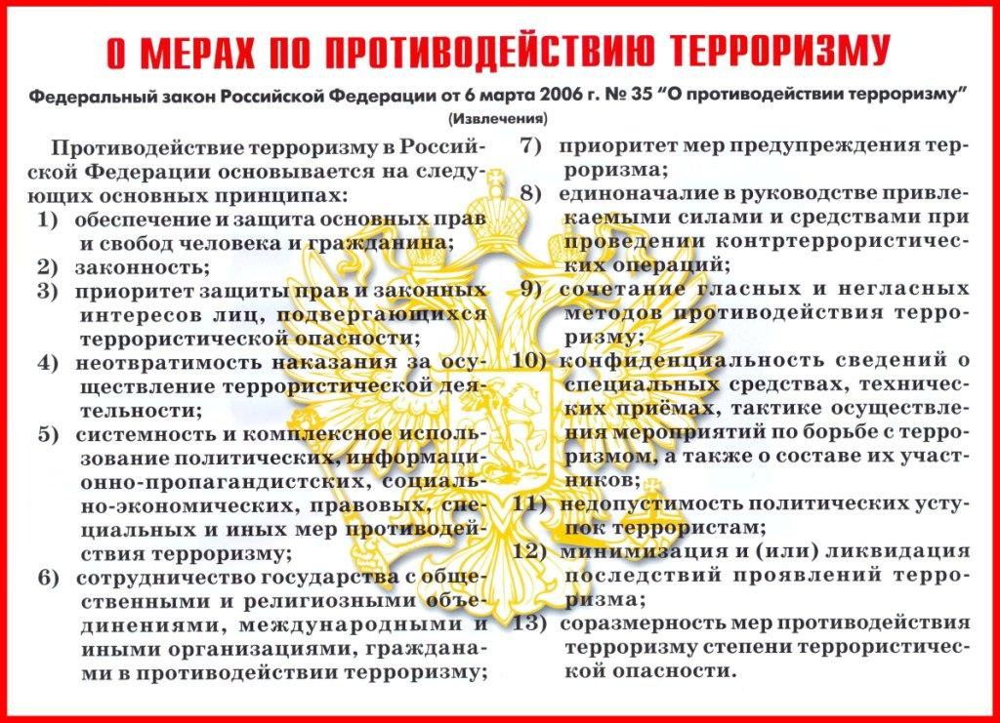 О МЕРАХ ПО ПРОТИВОДЕЙСТВИЮ ТЕРРОРИЗМУ
Федеральный закон Российской Федерации от 6 марта 2006 г. № 35 “О противодействии терроризму”
(Извлечения)
Противодействие терроризму в Россий-
ской Федерации основывается на следу-
ющих основных принципах:
1) обеспечение и защита основных прав
и свобод человека и гражданина;
2) законность;
3) приоритет защиты прав и законных
интересов лиц, подвергающихся
террористической опасности;
4) неотвратимость наказания за осу-
ществление террористической дея-
тельности;
5) системность и комплексное исполь-
зование политических, информаци-
онно-пропагандистских, социаль-
но-экономических, правовых, спе-
циальных и иных мер противодей-
ствия терроризму;
6) сотрудничество государства с обще-
ственными и религиозными объе-
динениями, международными и
иными организациями, граждана-
ми в противодействии терроризму;
7) приоритет мер предупреждения тер-
роризма;
8) единоначалие в руководстве привле-
каемыми силами и средствами при
проведении контртеррористичес-
ких операций;
9) сочетание гласных и негласных
методов противодействия терро-
ризму;
10) конфиденциальность сведений о
специальных средствах, техничес-
ких приёмах, тактике осуществле-
ния мероприятий по борьбе с терро-
ризмом, а также о составе их участ-
ников;
11) недопустимость политических усту-
пок террористам;
12) минимизация и (или) ликвидация
последствий проявлений терро-
ризма;
13) соразмерность мер противодействия
терроризму степени террористичес-
кой опасности.